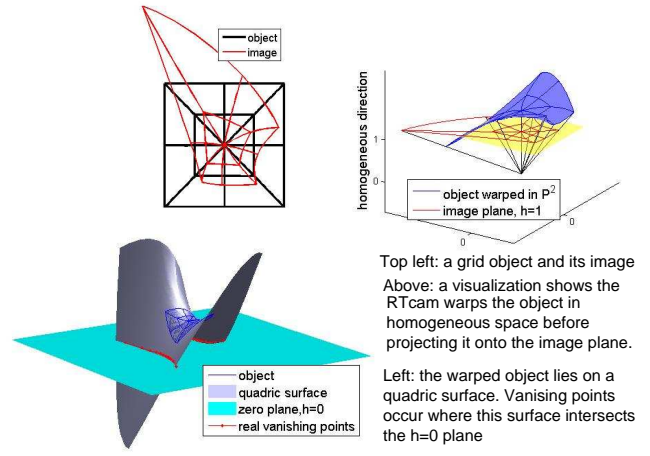 object
image
homogeneous direction
1
0
object warped in P²
image plane, h=1
0
0
Top left: a grid object and its image
Above: a visualization shows the
RTcam warps the object in
homogeneous space before
projecting it onto the image plane.
object
quadric surface
zero plane,h=0
real vanishing points
Left: the warped object lies on a
quadric surface. Vanising points
occur where this surface intersects
the h=0 plane